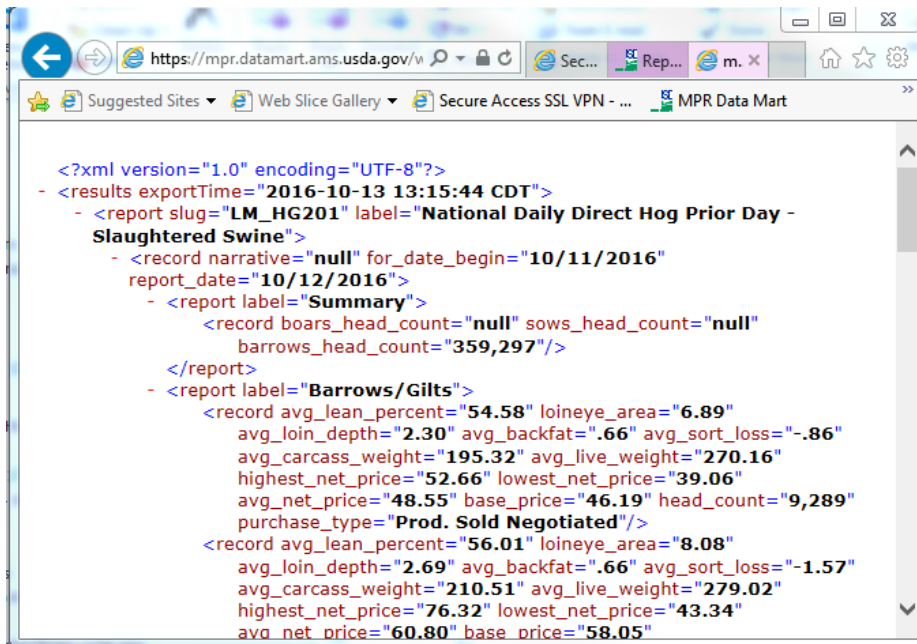 https://mpr.datamart.ams.usda.gov/v
Sec...
Rep...
m.
Suggested Sites
Web Slice Gallery
Secure Access SSL VPN - ...
MPR Data Mart
<?xml version="1.0" encoding="UTF-8"?>
- <results exportTime="2016-10-13 13:15:44 CDT">
- <report slug="LM_HG201" label="National Daily Direct Hog Prior Day -
Slaughtered Swine">
- <record narrative="null" for_date_begin="10/11/2016"
report_date="10/12/2016">
- <report label="Summary">
<record boars_head_count="null" sows_head_count="null"
barrows_head_count="359,297"/>
</report>
- <report label="Barrows/Gilts">
<record avg_lean_percent="54.58" loineye_area="6.89"
avg_loin_depth="2.30" avg_backfat=".66" avg_sort_loss="-.86"
avg_carcass_weight="195.32" avg_live_weight="270.16"
highest_net_price="52.66" lowest_net_price="39.06"
avg_net_price="48.55" base_price="46.19" head_count="9,289"
purchase_type="Prod. Sold Negotiated"/>
<record avg_lean_percent="56.01" loineye_area="8.08"
avg_loin_depth="2.69" avg_backfat=".66" avg_sort_loss="-1.57"
avg_carcass_weight="210.51" avg_live_weight="279.02"
highest_net_price="76.32" lowest_net_price="43.34"
avg_net_price="60.80" base_price="58.05"